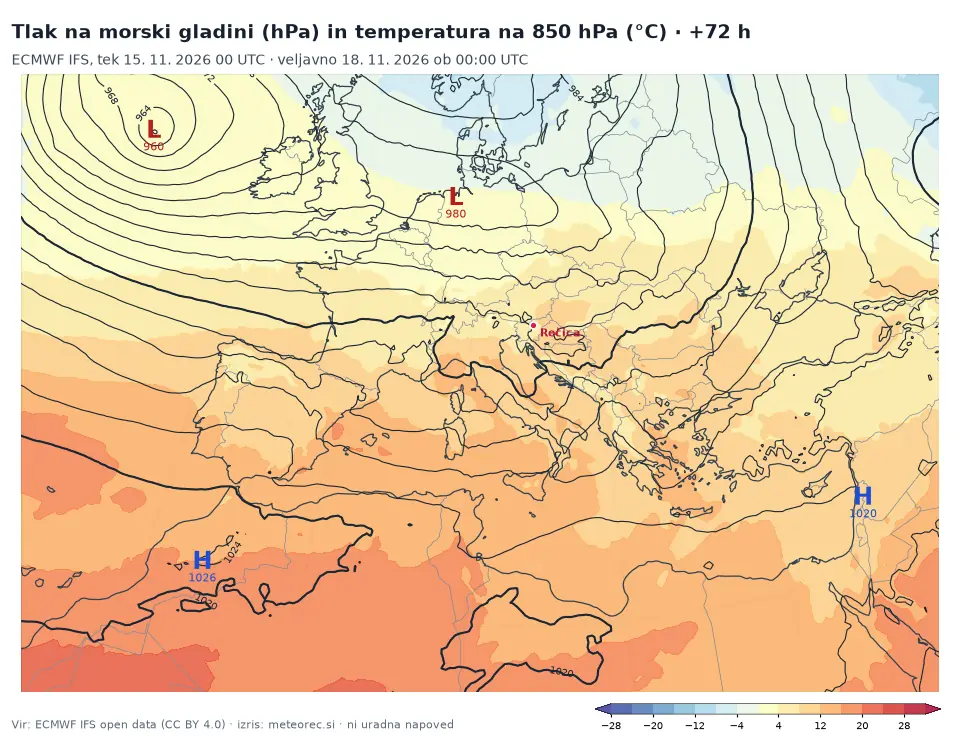 Tlak na morski gladini (hPa) in temperatura na 850 hPa (°C) · +72 h
ECMWF IFS, tek 15. 11. 2026 00 UTC · veljavno 18. 11. 2026 ob 00:00 UTC
968
964
L
960
984
L
980
Rečica
H
1020
H
1026
1024
1020
1020
−28 −20 −12 −4 4 12 20 28
Vir: ECMWF IFS open data (CC BY 4.0) · izris: meteorec.si · ni uradna napoved